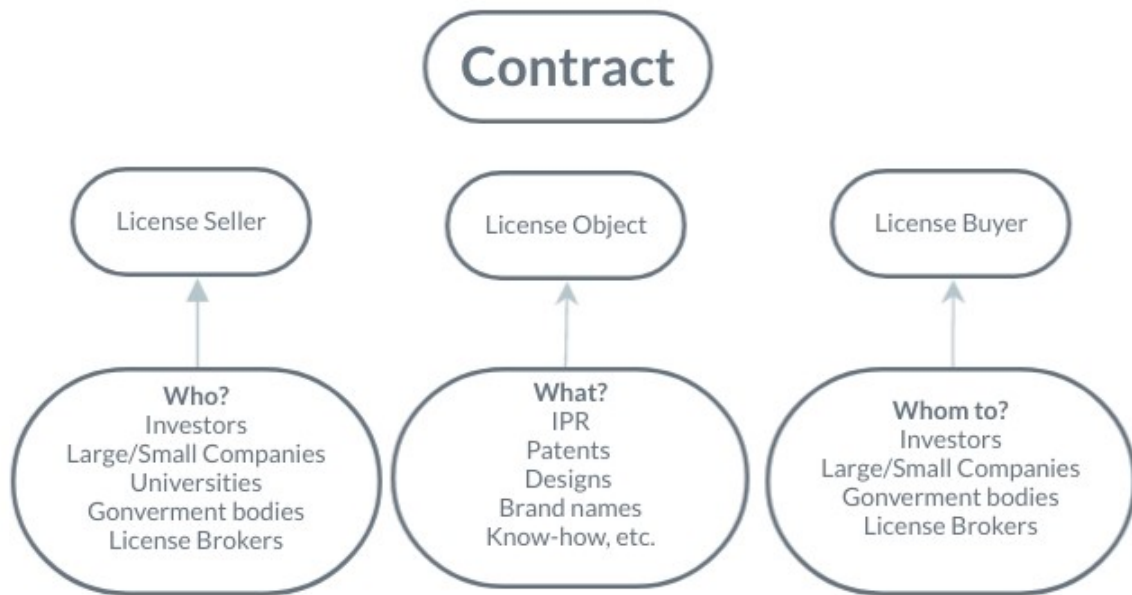 Contract
License Seller
License Object
License Buyer
Who?
Investors
Large/Small Companies
Universities
Gonverment bodies
License Brokers
What?
IPR
Patents
Designs
Brand names
Know-how, etc.
Whom to?
Investors
Large/Small Companies
Gonverment bodies
License Brokers